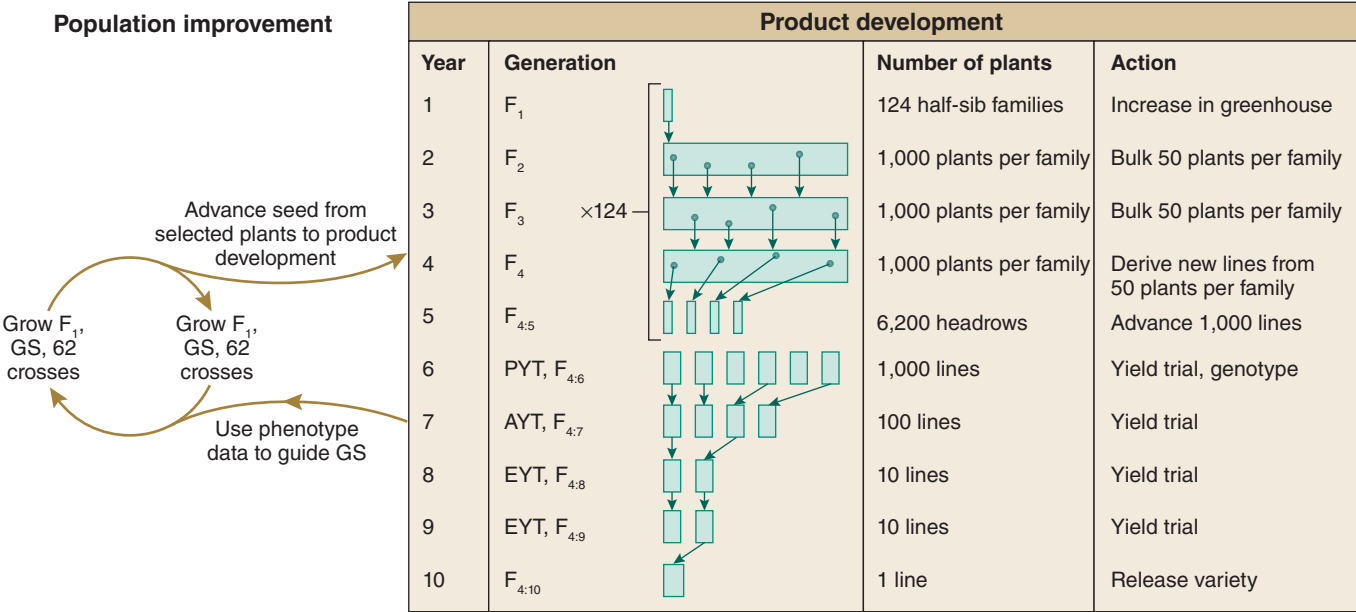 Population improvement
Advance seed from
selected plants to product
development
Grow F1,
GS, 62
crosses
Grow F1,
GS, 62
crosses
Use phenotype
data to guide GS
Product development
Year Generation Number of plants Action
1 F1 124 half-sib families Increase in greenhouse
2 F2 1,000 plants per family Bulk 50 plants per family
3 F3 ×124 1,000 plants per family Bulk 50 plants per family
4 F4 1,000 plants per family Derive new lines from
50 plants per family
5 F4:5 6,200 headrows Advance 1,000 lines
6 PYT, F4:6 1,000 lines Yield trial, genotype
7 AYT, F4:7 100 lines Yield trial
8 EYT, F4:8 10 lines Yield trial
9 EYT, F4:9 10 lines Yield trial
10 F4:10 1 line Release variety